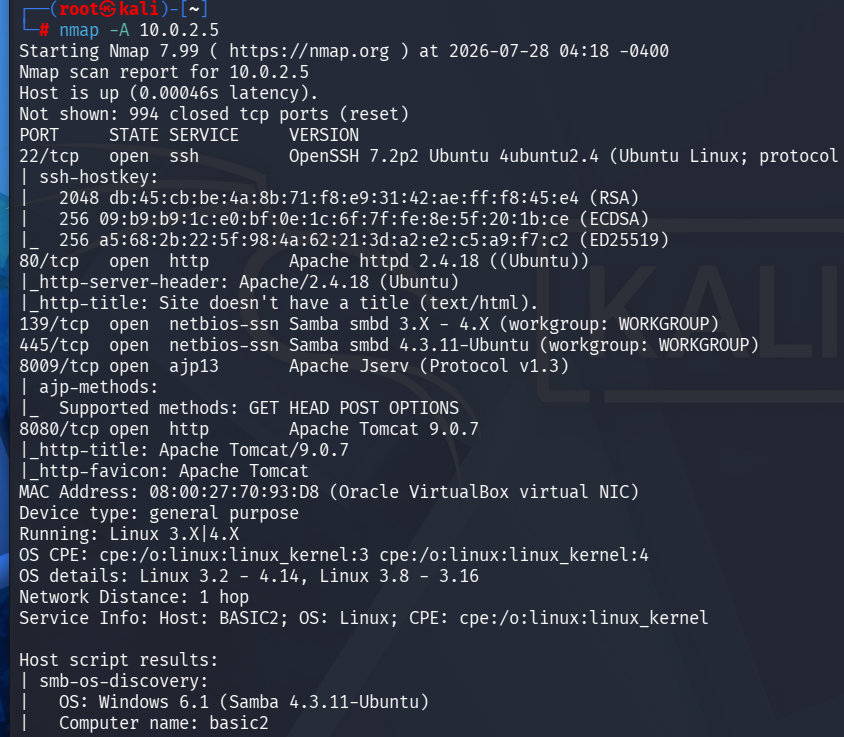 ┌──(root㉿kali)-[~]
└─# nmap -A 10.0.2.5
Starting Nmap 7.99 ( https://nmap.org ) at 2026-07-28 04:18 -0400
Nmap scan report for 10.0.2.5
Host is up (0.00046s latency).
Not shown: 994 closed tcp ports (reset)
PORT     STATE SERVICE     VERSION
22/tcp   open  ssh         OpenSSH 7.2p2 Ubuntu 4ubuntu2.4 (Ubuntu Linux; protocol
| ssh-hostkey:
|   2048 db:45:cb:be:4a:8b:71:f8:e9:31:42:ae:ff:f8:45:e4 (RSA)
|   256 09:b9:b9:1c:e0:bf:0e:1c:6f:7f:fe:8e:5f:20:1b:ce (ECDSA)
|_  256 a5:68:2b:22:5f:98:4a:62:21:3d:a2:e2:c5:a9:f7:c2 (ED25519)
80/tcp   open  http        Apache httpd 2.4.18 ((Ubuntu))
|_http-server-header: Apache/2.4.18 (Ubuntu)
|_http-title: Site doesn't have a title (text/html).
139/tcp  open  netbios-ssn Samba smbd 3.X - 4.X (workgroup: WORKGROUP)
445/tcp  open  netbios-ssn Samba smbd 4.3.11-Ubuntu (workgroup: WORKGROUP)
8009/tcp open  ajp13       Apache Jserv (Protocol v1.3)
| ajp-methods:
|_  Supported methods: GET HEAD POST OPTIONS
8080/tcp open  http        Apache Tomcat 9.0.7
|_http-title: Apache Tomcat/9.0.7
|_http-favicon: Apache Tomcat
MAC Address: 08:00:27:70:93:D8 (Oracle VirtualBox virtual NIC)
Device type: general purpose
Running: Linux 3.X|4.X
OS CPE: cpe:/o:linux:linux_kernel:3 cpe:/o:linux:linux_kernel:4
OS details: Linux 3.2 - 4.14, Linux 3.8 - 3.16
Network Distance: 1 hop
Service Info: Host: BASIC2; OS: Linux; CPE: cpe:/o:linux:linux_kernel

Host script results:
| smb-os-discovery:
|   OS: Windows 6.1 (Samba 4.3.11-Ubuntu)
|   Computer name: basic2
KALI